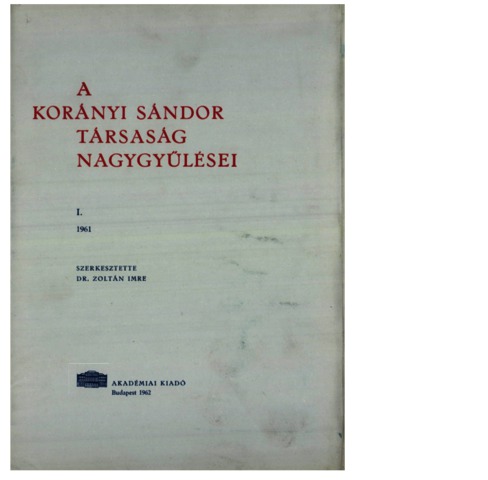 A
KORÁNYI SÁNDOR
TÁRSASÁG
NAGYGYŰLÉSEI
I.
1961
SZERKESZTETTE
DR. ZOLTÁN IMRE
AKADÉMIAI KIADÓ
Budapest 1962